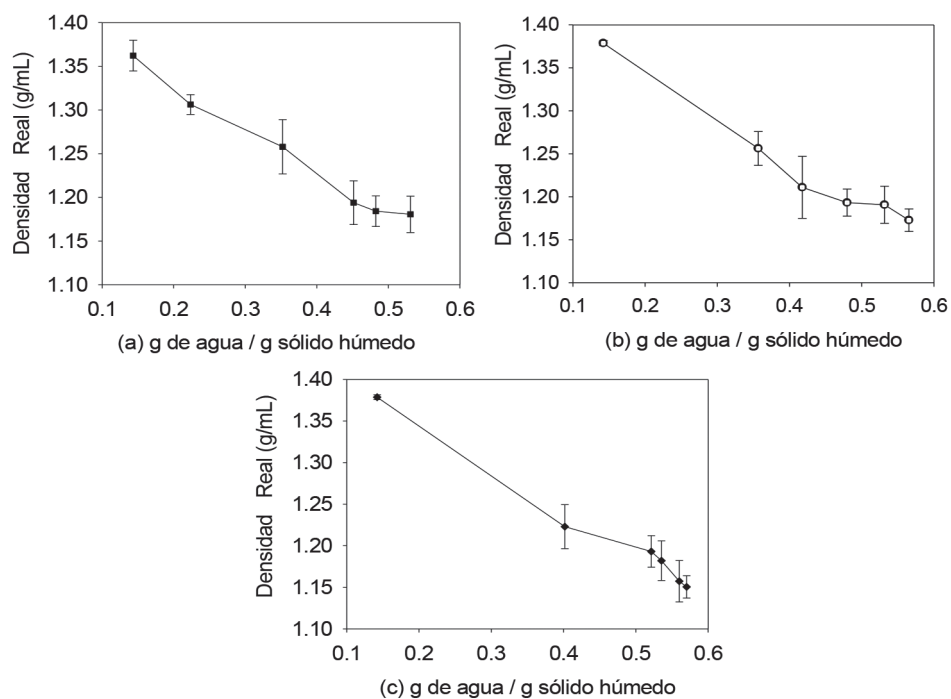 Densidad Real (g/mL)
1.40
1.35
1.30
1.25
1.20
1.15
1.10
0.1 0.2 0.3 0.4 0.5 0.6
(a) g de agua / g sólido húmedo
Densidad Real (g/mL)
1.40
1.35
1.30
1.25
1.20
1.15
1.10
0.1 0.2 0.3 0.4 0.5 0.6
(b) g de agua / g sólido húmedo
Densidad Real (g/mL)
1.40
1.35
1.30
1.25
1.20
1.15
1.10
0.1 0.2 0.3 0.4 0.5 0.6
(c) g de agua / g sólido húmedo